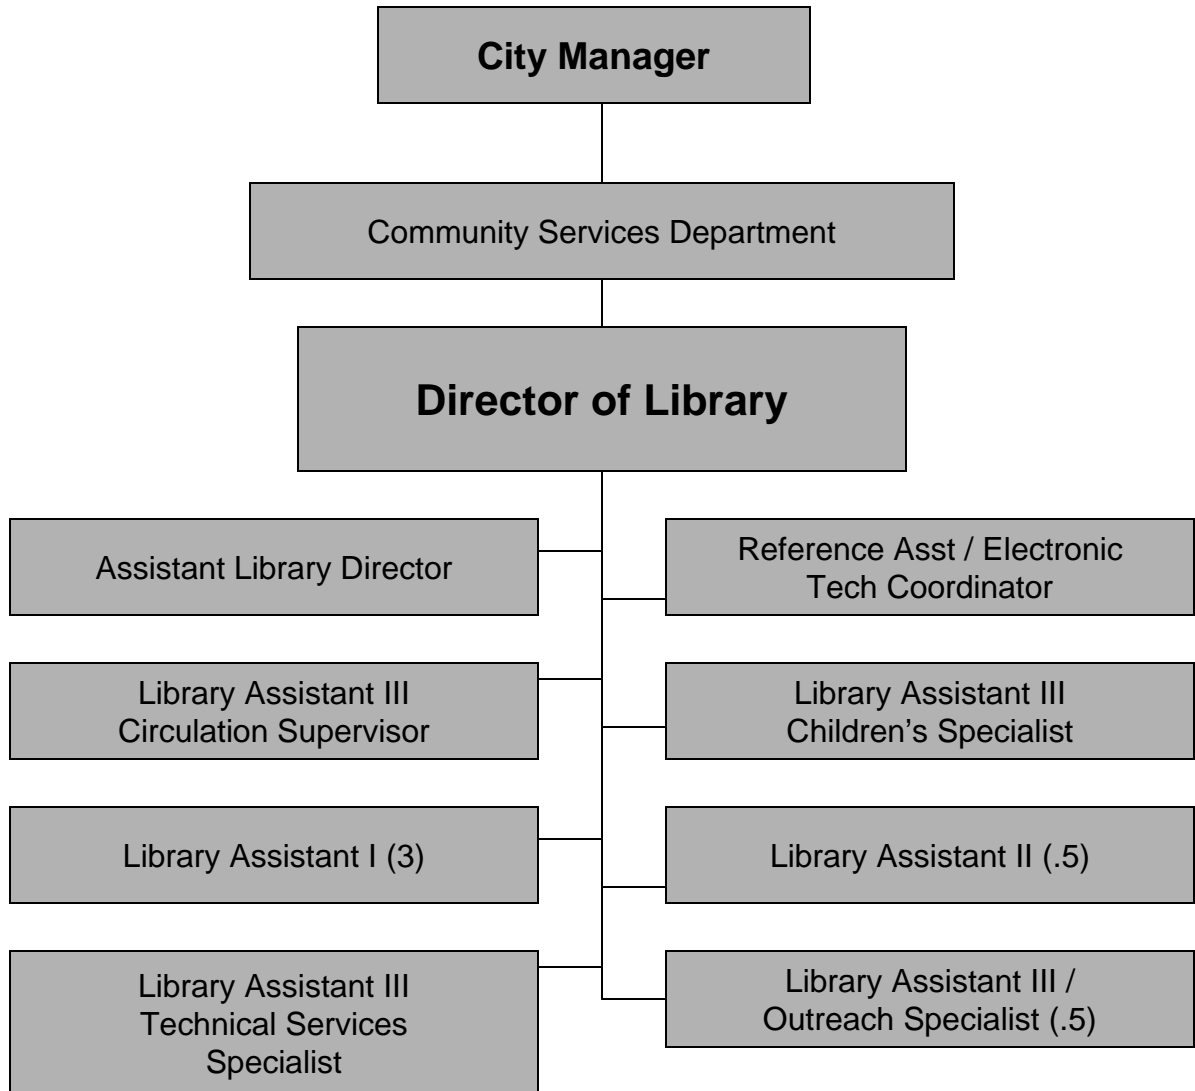 City Manager
Community Services Department
Director of Library
Assistant Library Director
Reference Asst / Electronic
Tech Coordinator
Library Assistant III
Circulation Supervisor
Library Assistant III
Children’s Specialist
Library Assistant I (3)
Library Assistant II (.5)
Library Assistant III
Technical Services
Specialist
Library Assistant III /
Outreach Specialist (.5)